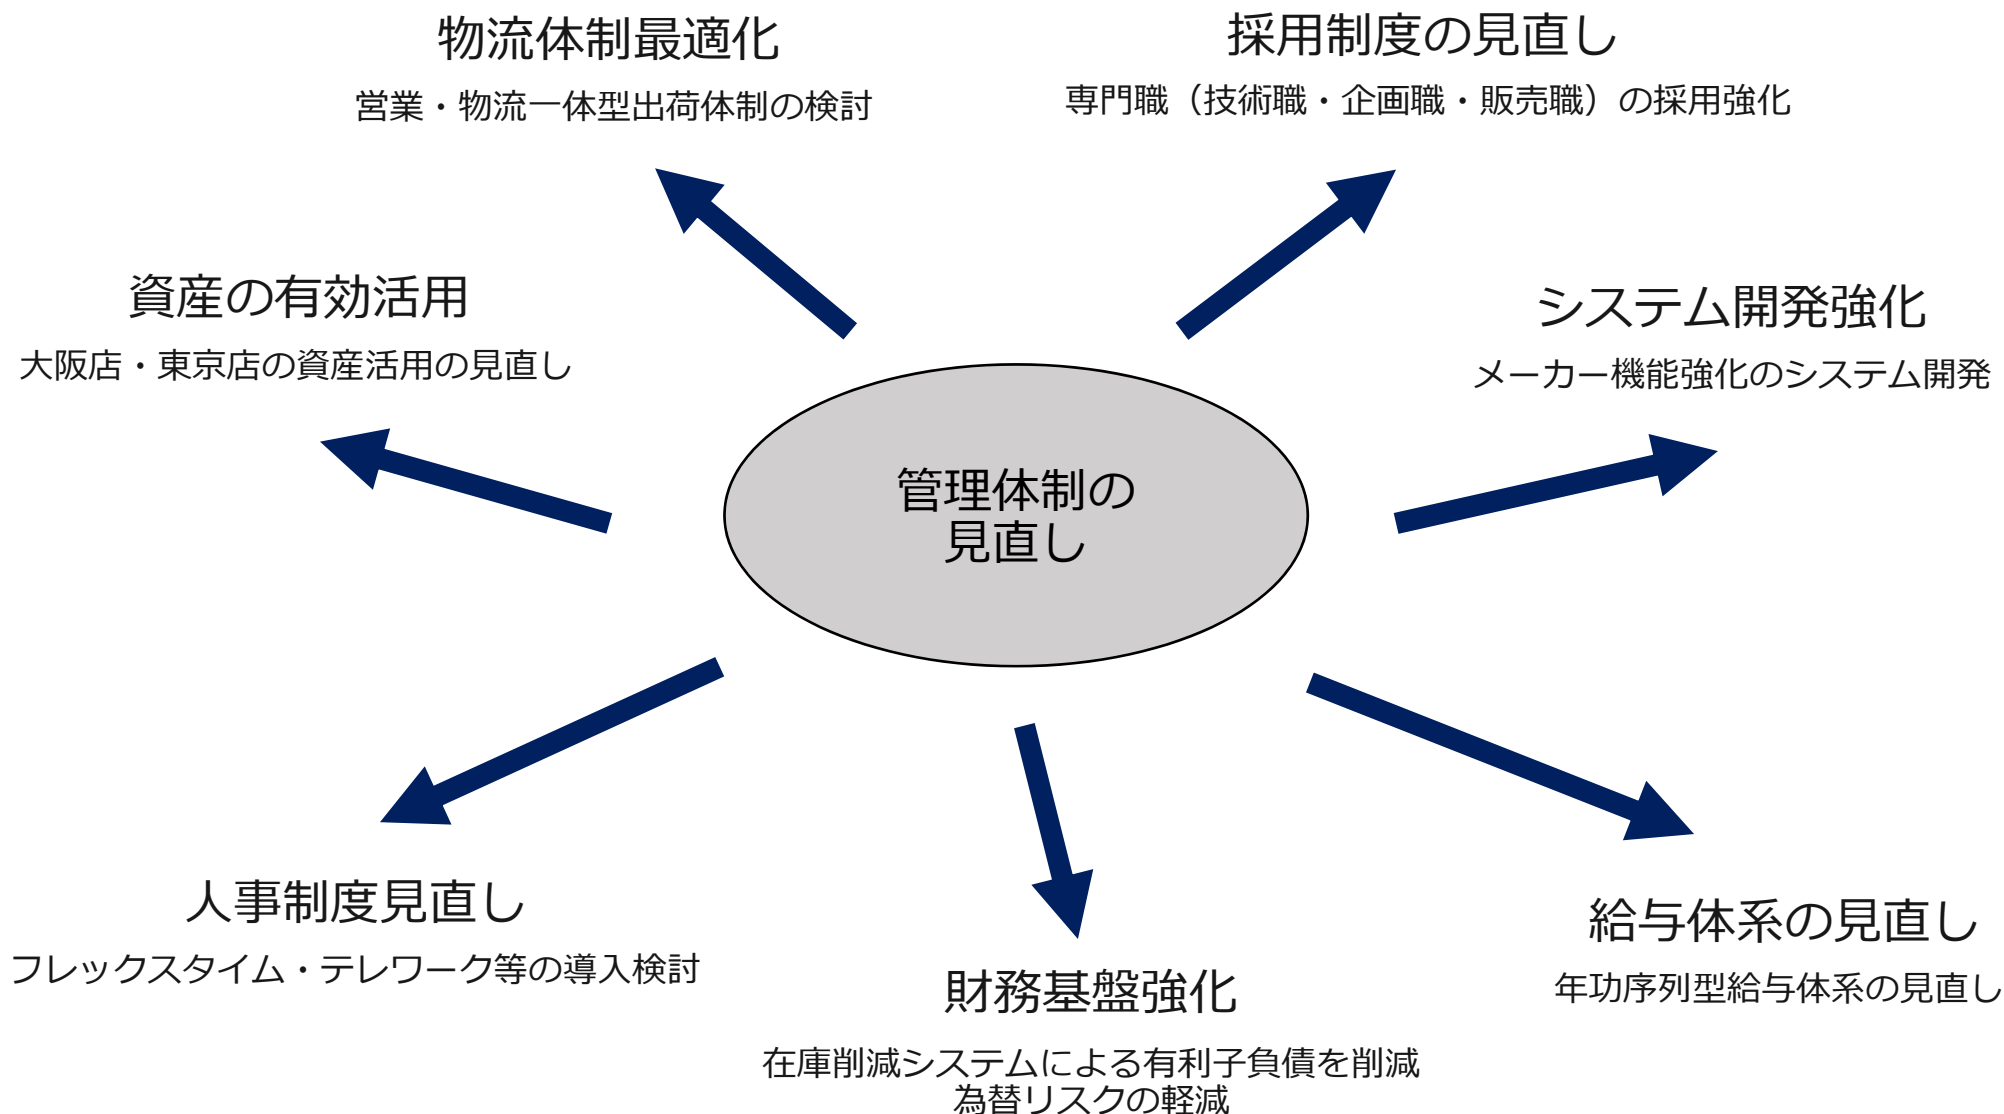 物流体制最適化
営業・物流一体型出荷体制の検討
採用制度の見直し
専門職（技術職・企画職・販売職）の採用強化
資産の有効活用
大阪店・東京店の資産活用の見直し
システム開発強化
メーカー機能強化のシステム開発
管理体制の
見直し
人事制度見直し
フレックスタイム・テレワーク等の導入検討
財務基盤強化
在庫削減システムによる有利子負債を削減
為替リスクの軽減
給与体系の見直し
年功序列型給与体系の見直し